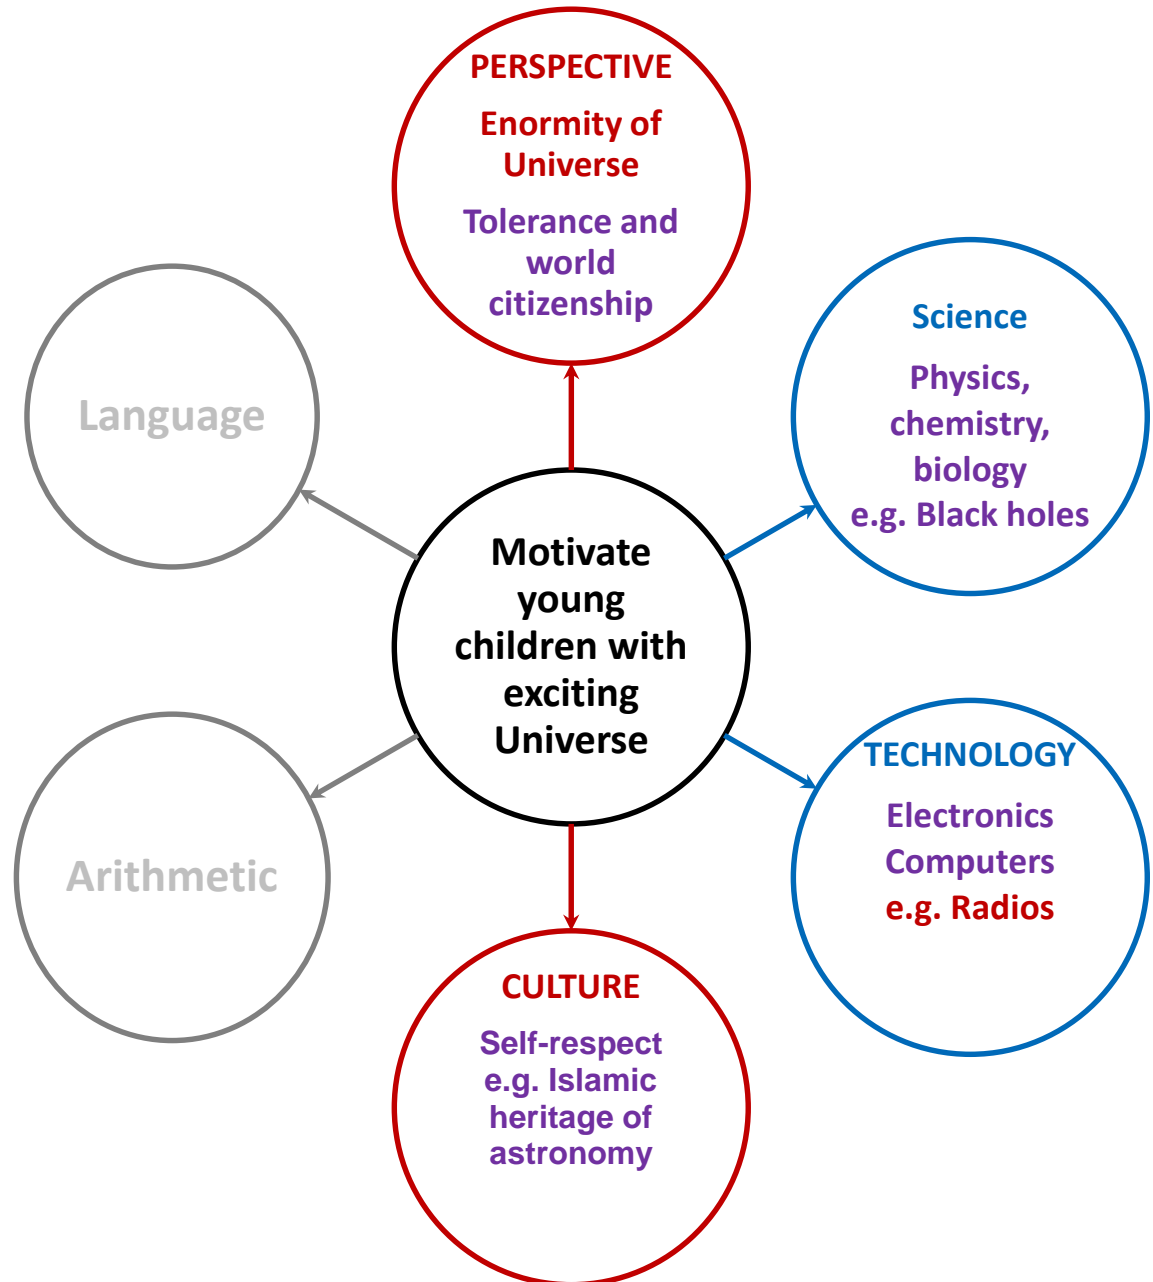 PERSPECTIVE
Enormity of
Universe
Tolerance and
world
citizenship
Science
Physics,
chemistry,
biology
e.g. Black holes
Language
Motivate
young
children with
exciting
Universe
TECHNOLOGY
Electronics
Computers
e.g. Radios
Arithmetic
CULTURE
Self-respect
e.g. Islamic
heritage of
astronomy